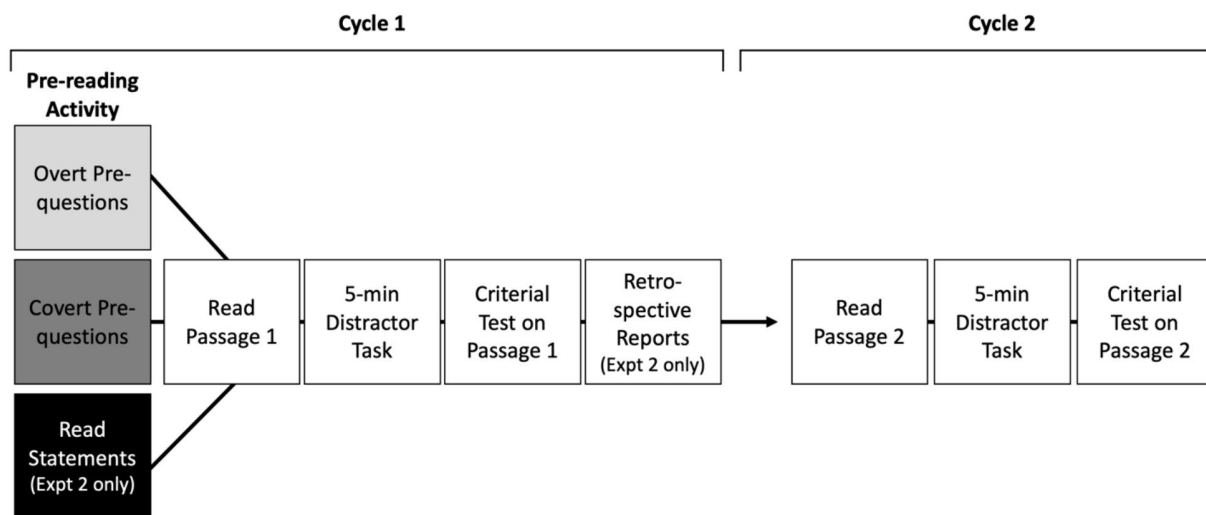 Cycle 1
Cycle 2
Pre-reading
Activity
Overt Pre-
questions
Covert Pre-
questions
Read
Statements
(Expt 2 only)
Read
Passage 1
5-min
Distractor
Task
Criterial
Test on
Passage 1
Retro-
spective
Reports
(Expt 2 only)
Read
Passage 2
5-min
Distractor
Task
Criterial
Test on
Passage 2